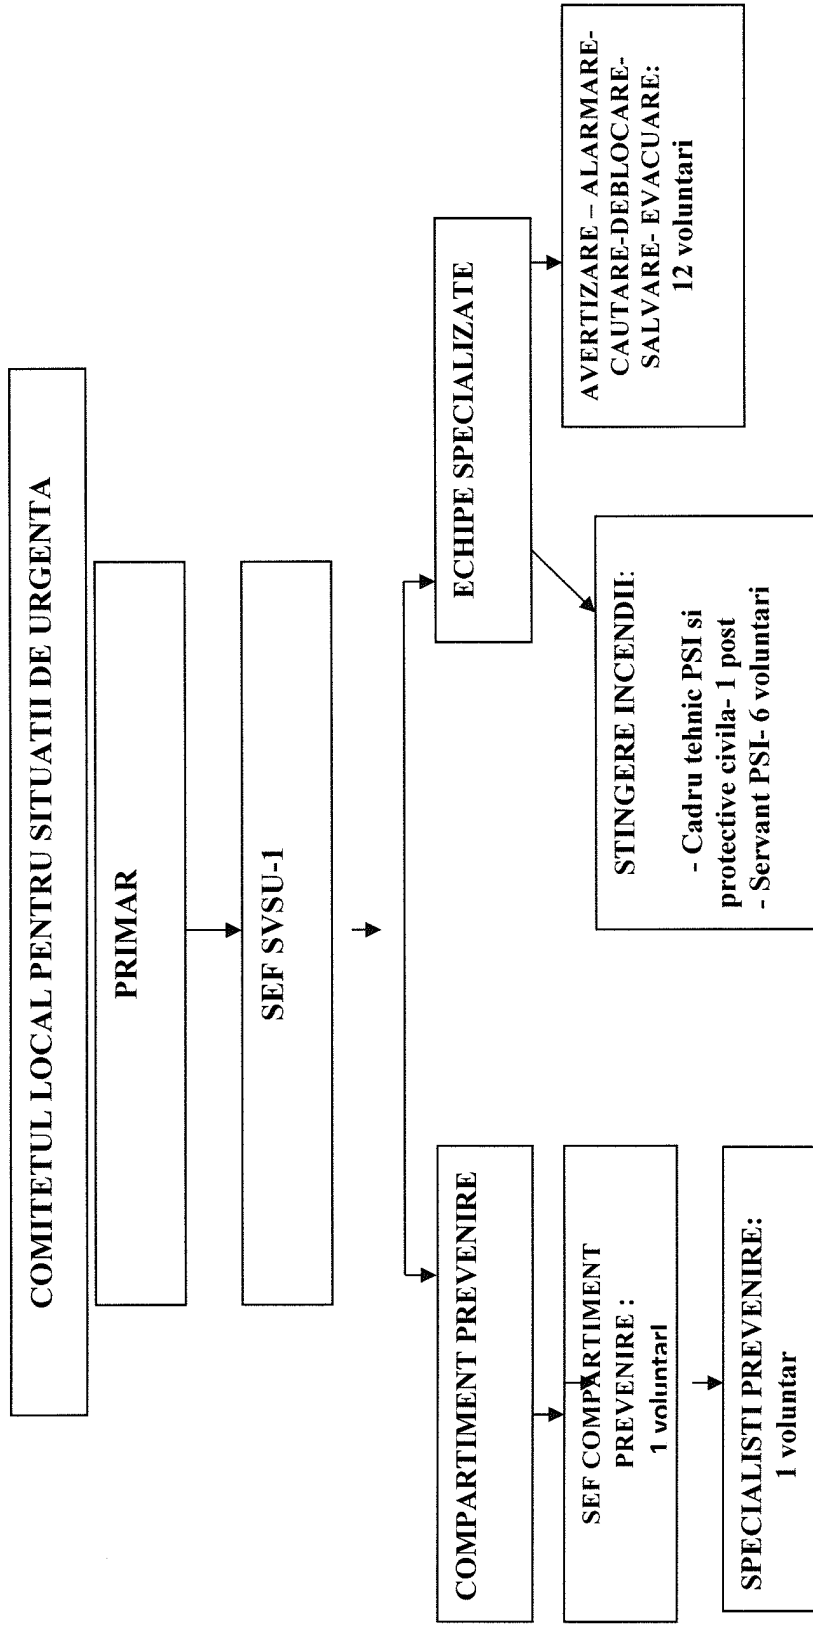 COMITETUL LOCAL PENTRU SITUATII DE URGENTA
PRIMAR
SEF SVSU-1
COMPARTIMENT PREVENIRE
SEF COMPARTIMENT
PREVENIRE :
1 voluntari
SPECIALISTI PREVENIRE:
1 voluntar
ECHIPE SPECIALIZATE
STINGERE INCENDII:
- Cadru tehnic PSI si
protective civila- 1 post
- Servant PSI- 6 voluntari
AVERTIZARE – ALARMARE-
CAUTARE-DEBLOCARE-
SALVARE- EVACUARE:
12 voluntari